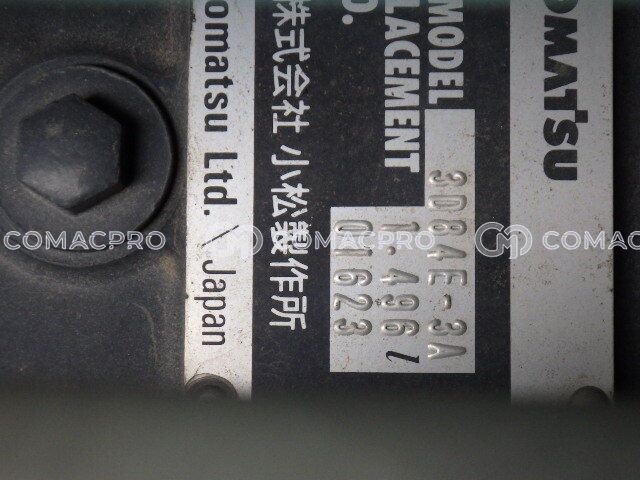 OMATSU
MODEL 3D84E-3A
LACEMENT 1.496 l
O. 01623
株式会社 小松製作所
omatsu Ltd. / Japan
COMACPRO
COMACPRO
COMACPRO